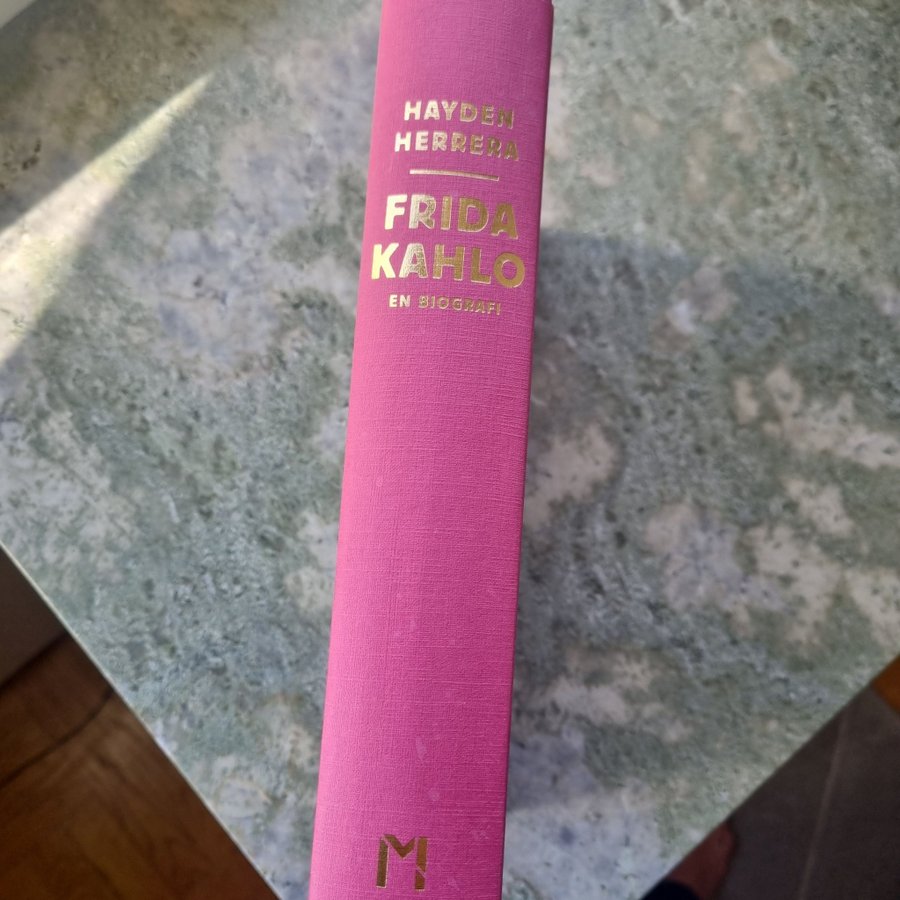 HAYDEN
HERRERA
FRIDA
KAHLO
EN BIOGRAFI
M